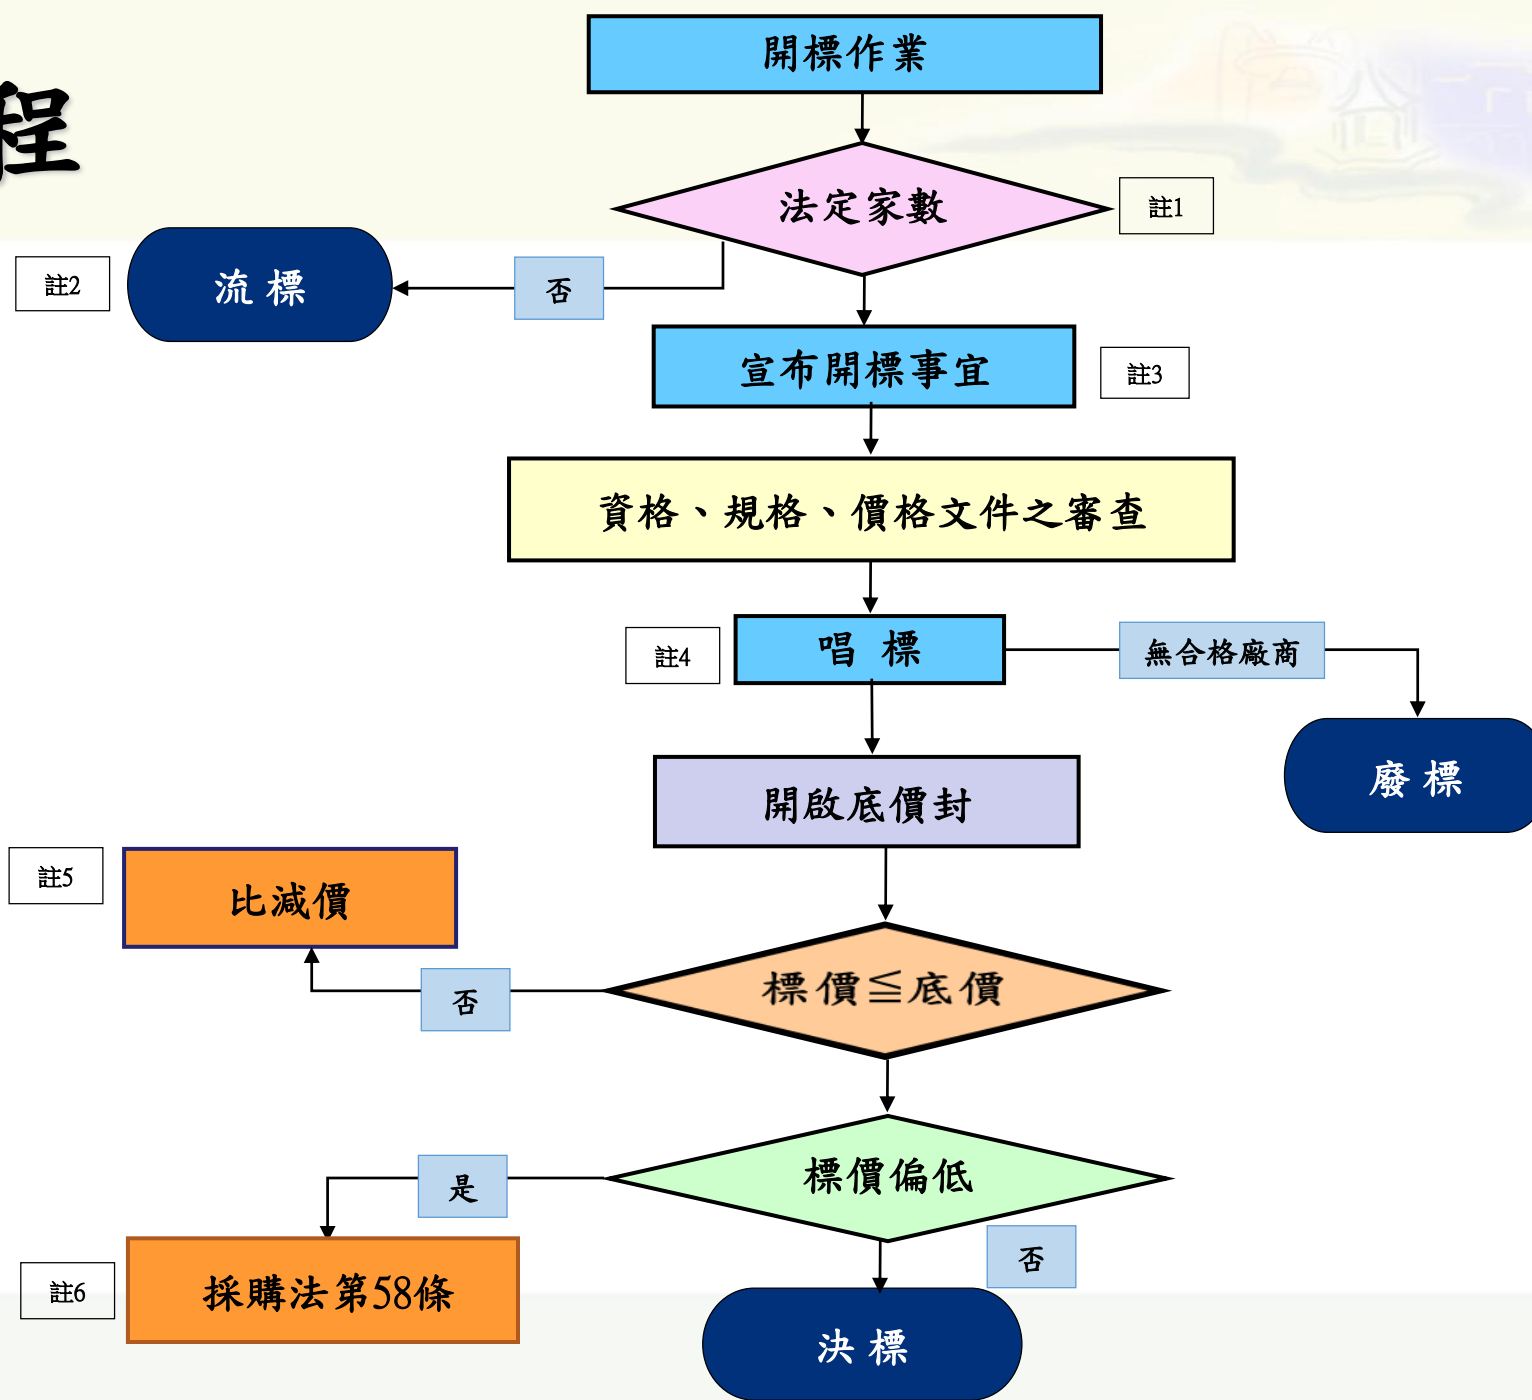 開標作業
程
法定家數
註1
註2
流標
否
宣布開標事宜
註3
資格、規格、價格文件之審查
註4
唱標
無合格廠商
廢標
開啟底價封
註5
比減價
否
標價≦底價
是
標價偏低
否
註6
採購法第58條
決標